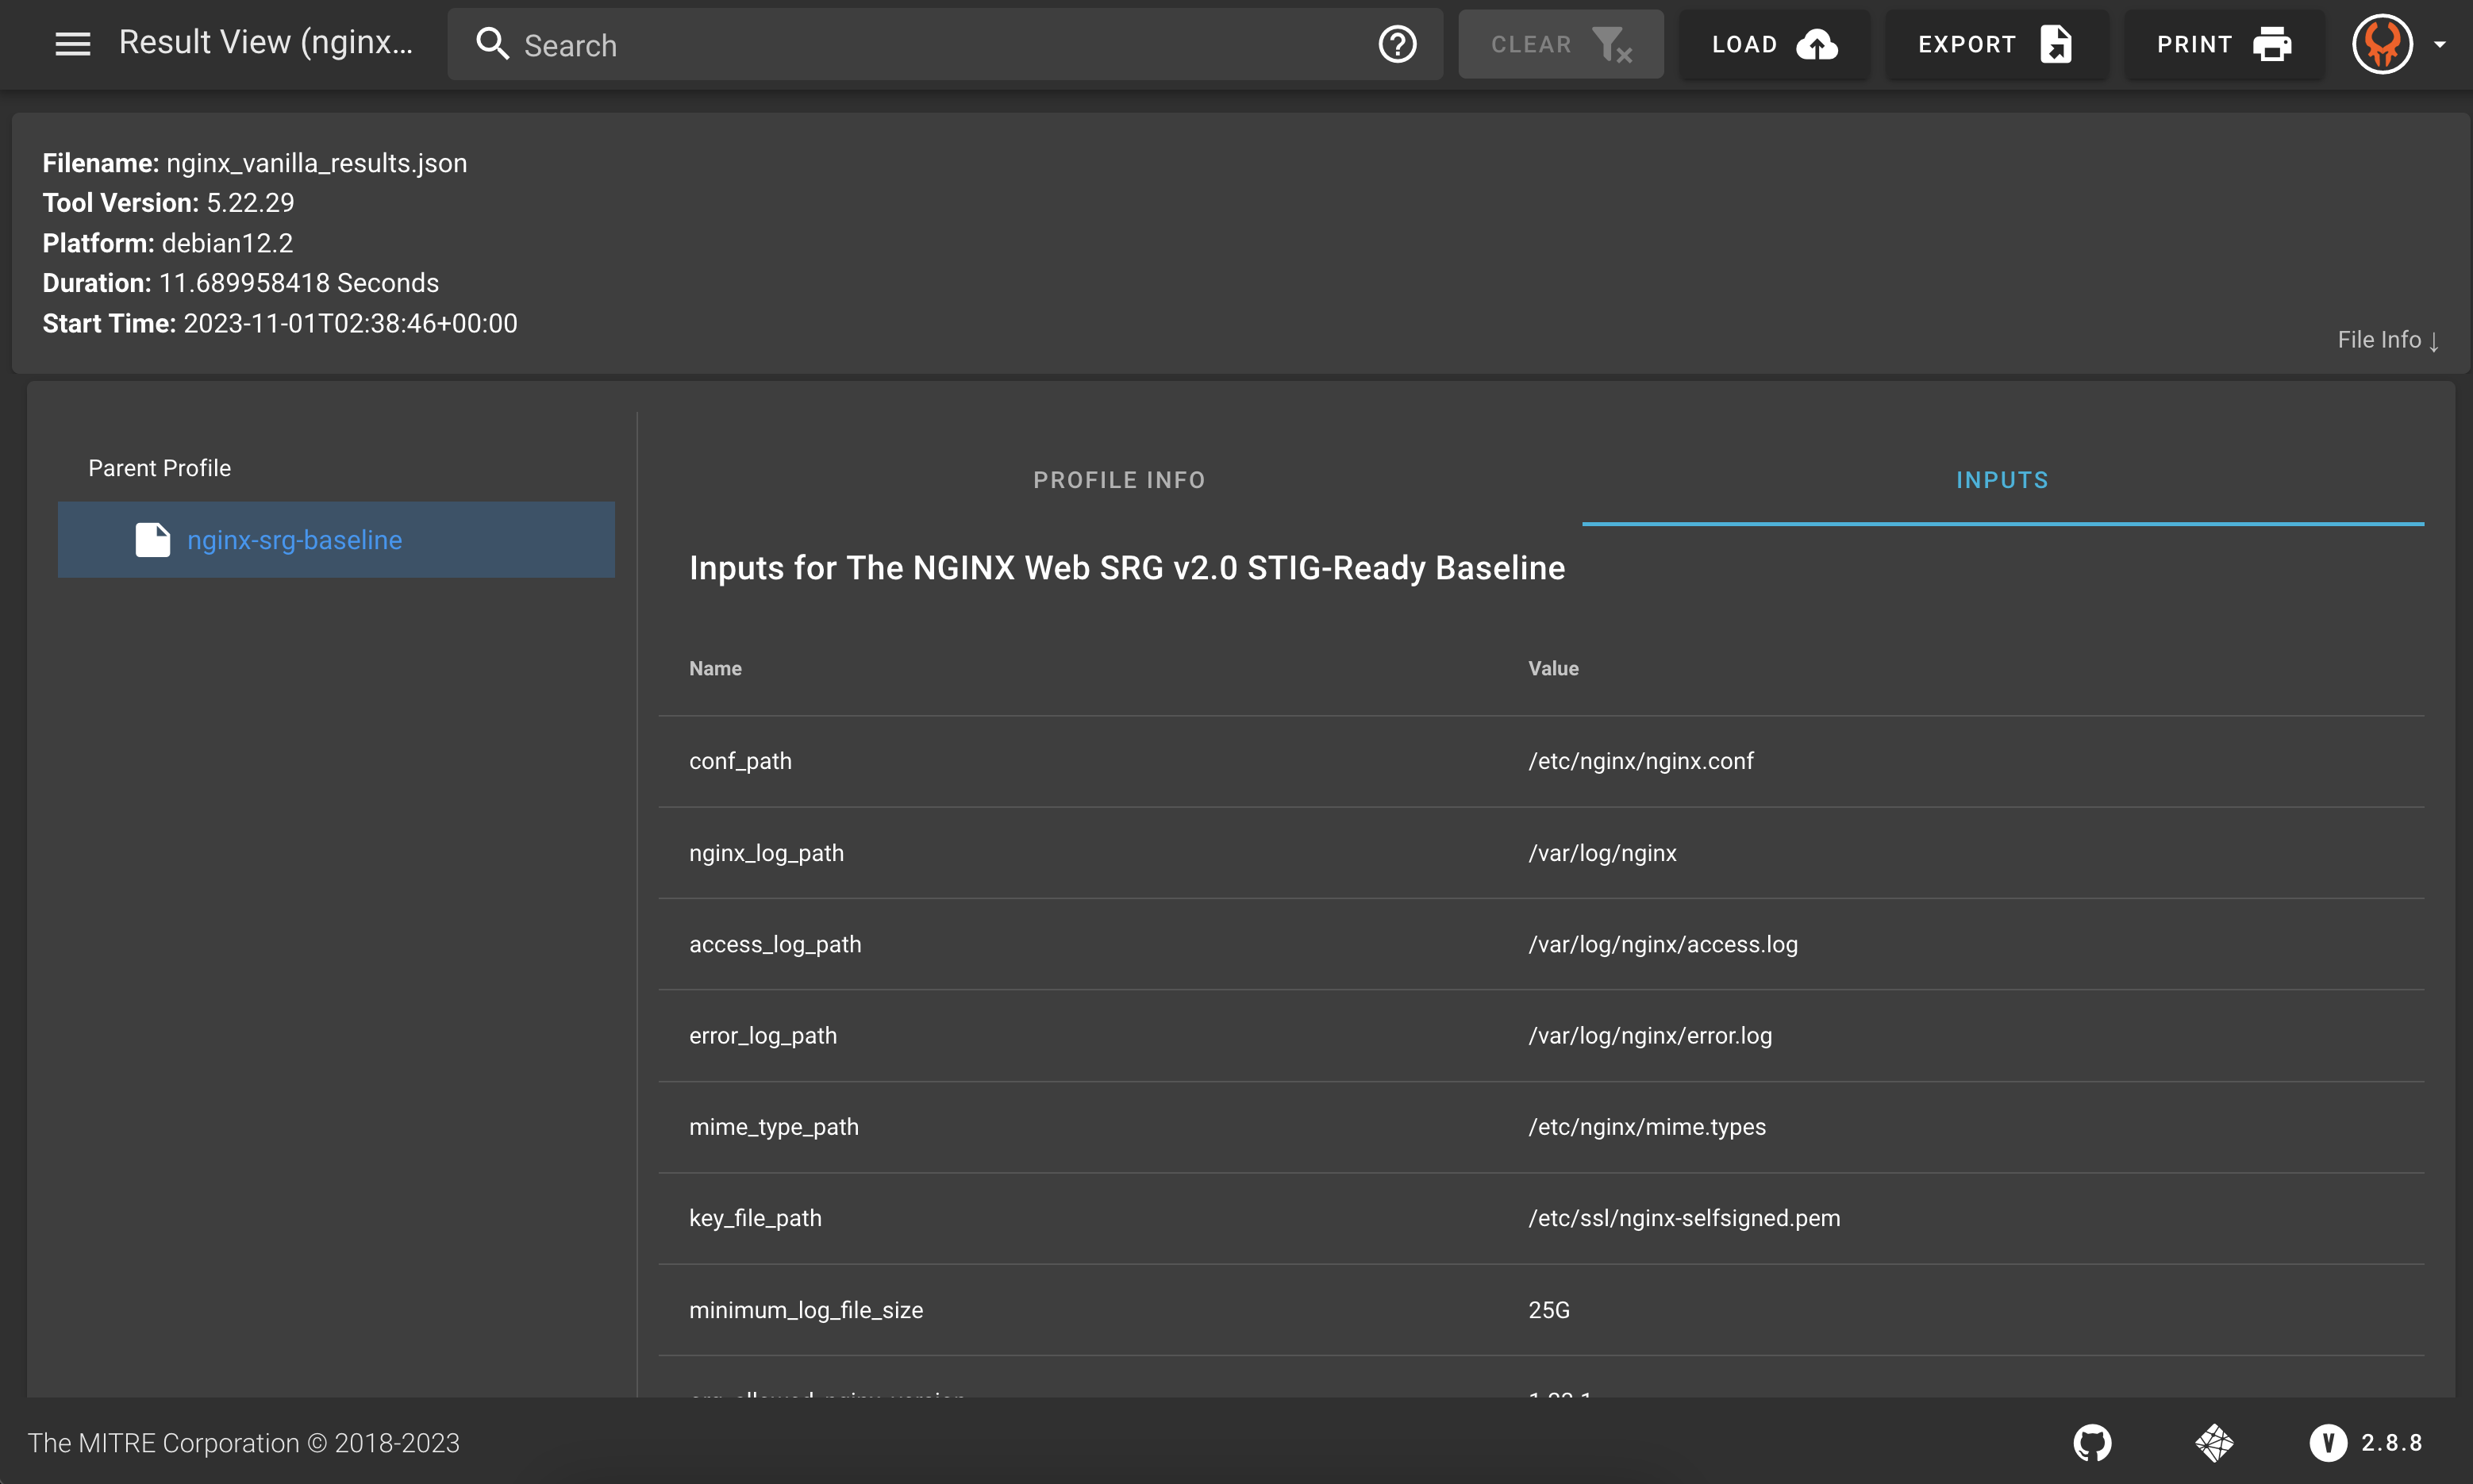 Result View (nginx...
Search
CLEAR
LOAD
EXPORT
PRINT
Filename: nginx_vanilla_results.json
Tool Version: 5.22.29
Platform: debian12.2
Duration: 11.689958418 Seconds
Start Time: 2023-11-01T02:38:46+00:00
File Info ↓
Parent Profile
nginx-srg-baseline
PROFILE INFO
INPUTS
Inputs for The NGINX Web SRG v2.0 STIG-Ready Baseline
Name Value
conf_path /etc/nginx/nginx.conf
nginx_log_path /var/log/nginx
access_log_path /var/log/nginx/access.log
error_log_path /var/log/nginx/error.log
mime_type_path /etc/nginx/mime.types
key_file_path /etc/ssl/nginx-selfsigned.pem
minimum_log_file_size 25G
The MITRE Corporation © 2018-2023
V 2.8.8